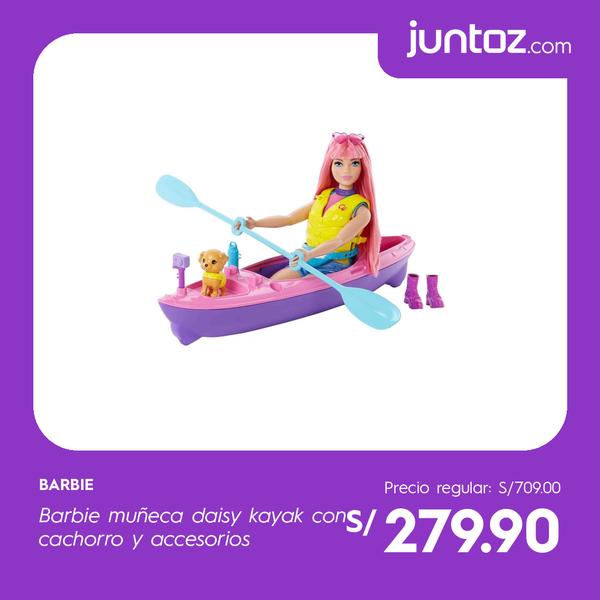 juntoz.com
BARBIE
Barbie muñeca daisy kayak con
cachorro y accesorios
Precio regular: S/709.00
S/279.90